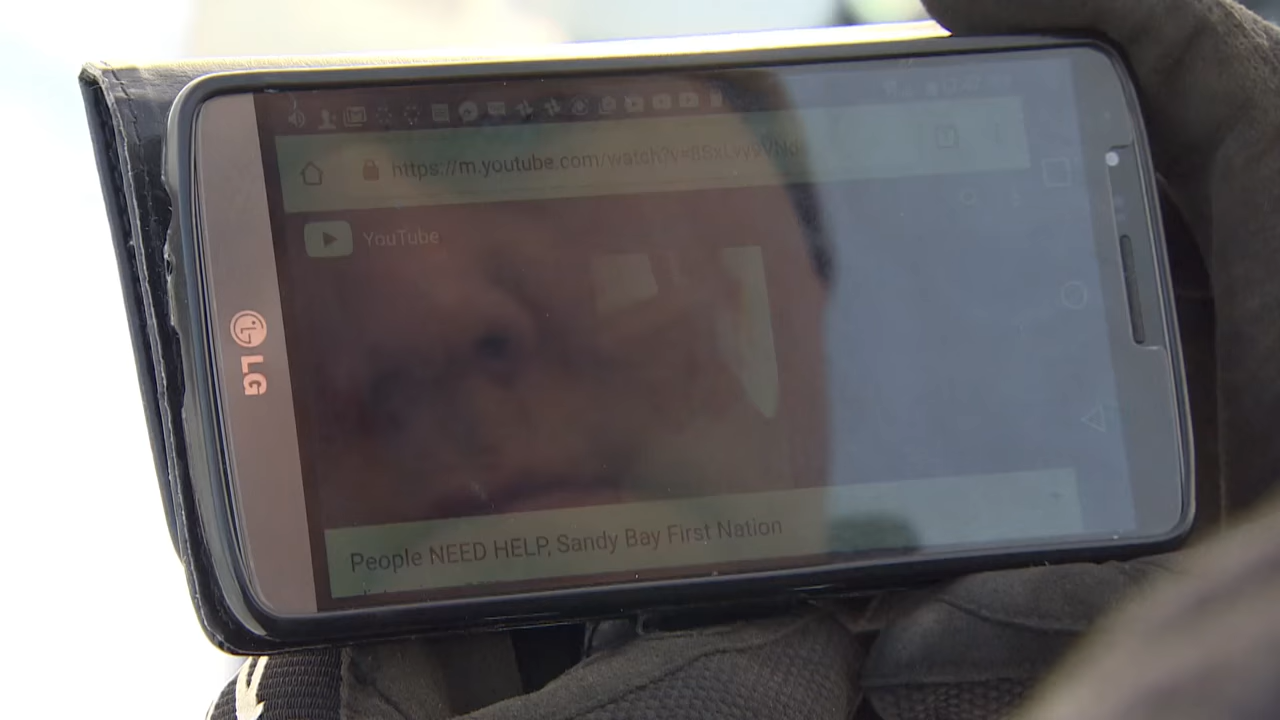 https://m.youtube.com/watch?v=
YouTube
LG
People NEED HELP, Sandy Bay First Nation